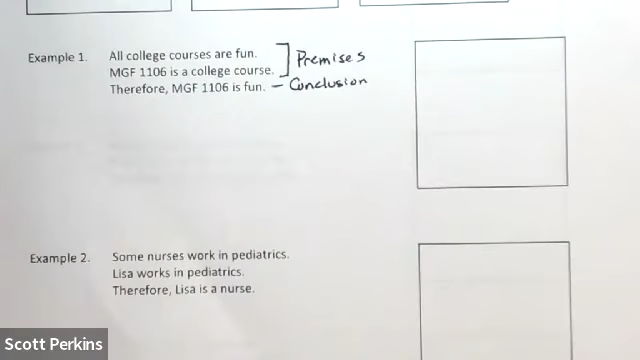 Example 1. All college courses are fun.
MGF 1106 is a college course. ] Premises
Therefore, MGF 1106 is fun. — Conclusion
Example 2. Some nurses work in pediatrics.
Lisa works in pediatrics.
Therefore, Lisa is a nurse.
Scott Perkins